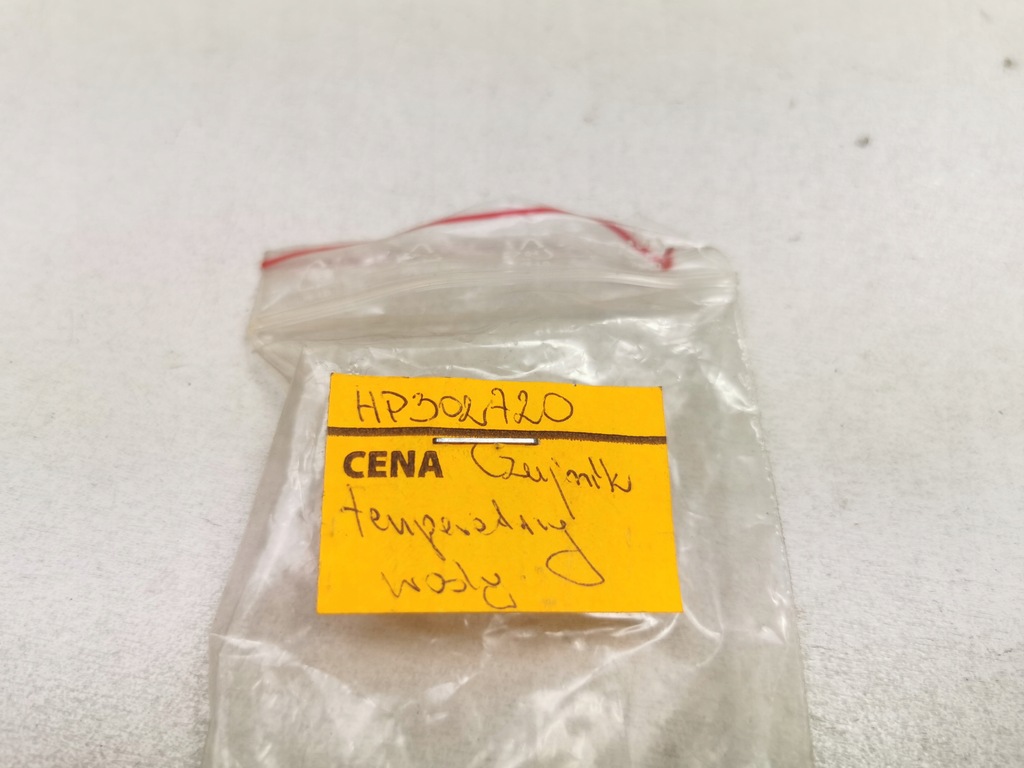 HP302720
CENA Czujnik
temperatury
wody